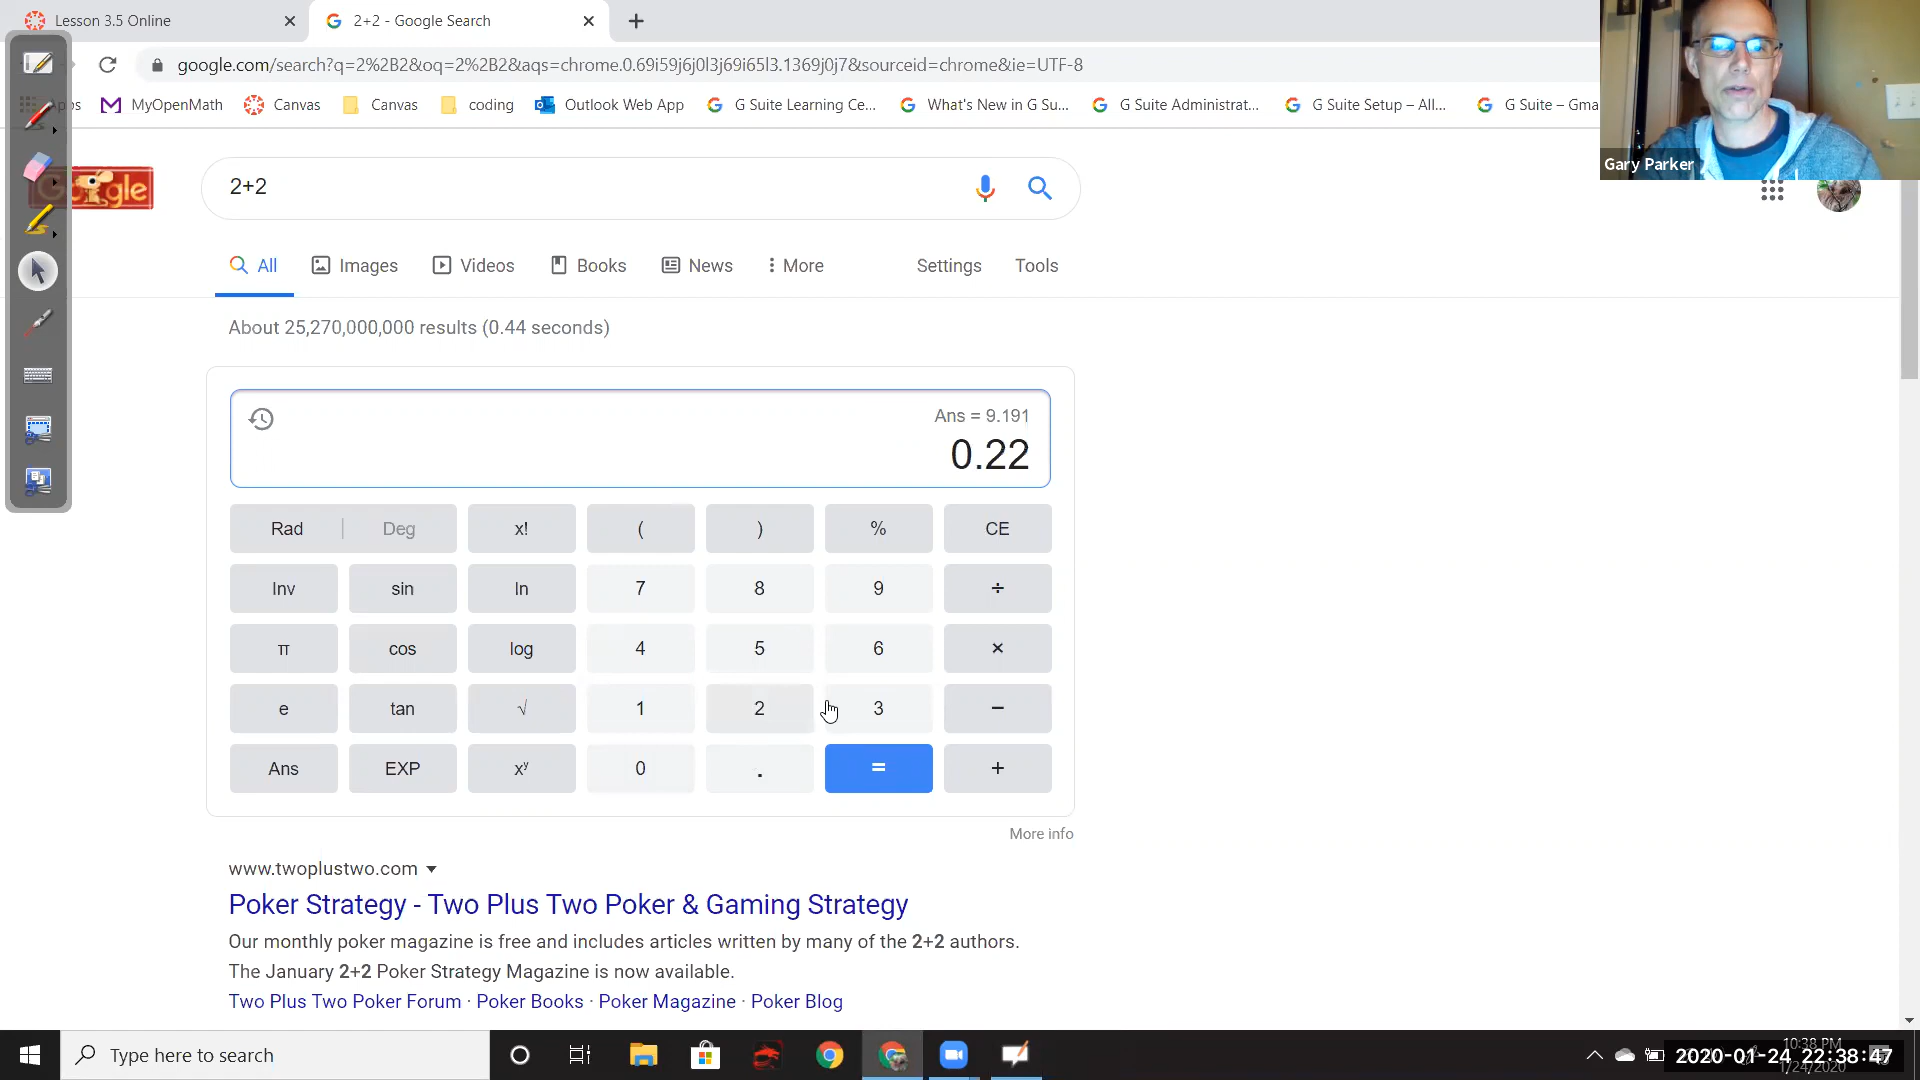 Lesson 3.5 Online
2+2 - Google Search
google.com/search?q=2%2B2&oq=2%2B2&aqs=chrome.0.69i59j6j0l3j69i65l3.1369j0j7&sourceid=chrome&ie=UTF-8
MyOpenMath Canvas Canvas coding Outlook Web App G Suite Learning Ce... What's New in G Su... G Suite Administrat... G Suite Setup – All... G Suite – Gma
Gary Parker
Google
2+2
All Images Videos Books News More Settings Tools
About 25,270,000,000 results (0.44 seconds)
Ans = 9.191
0.22
Rad Deg x! ( ) % CE
Inv sin ln 7 8 9 ÷
π cos log 4 5 6 ×
e tan √ 1 2 3 −
Ans EXP xʸ 0 . = +
More info
www.twoplustwo.com
Poker Strategy - Two Plus Two Poker & Gaming Strategy
Our monthly poker magazine is free and includes articles written by many of the 2+2 authors.
The January 2+2 Poker Strategy Magazine is now available.
Two Plus Two Poker Forum · Poker Books · Poker Magazine · Poker Blog
Type here to search
10:38 PM
2020-01-24 22:38:47
1/24/2020